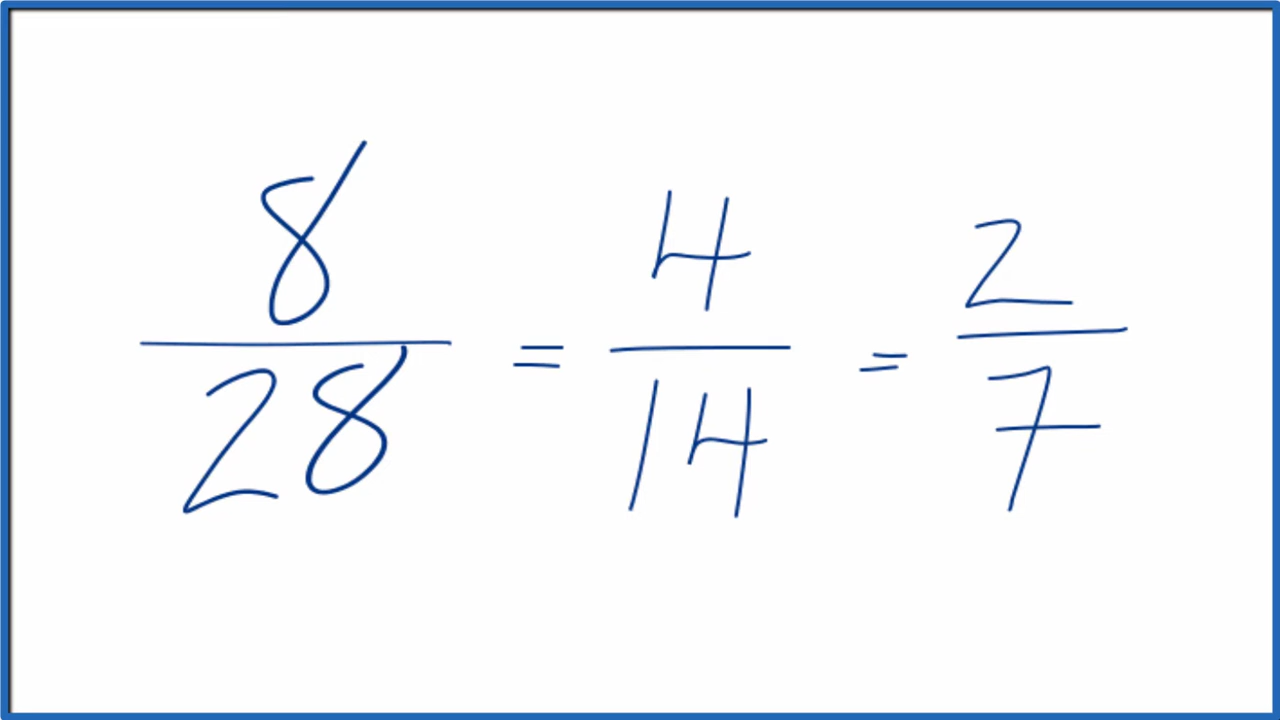 8/28 = 4/14 = 2/7